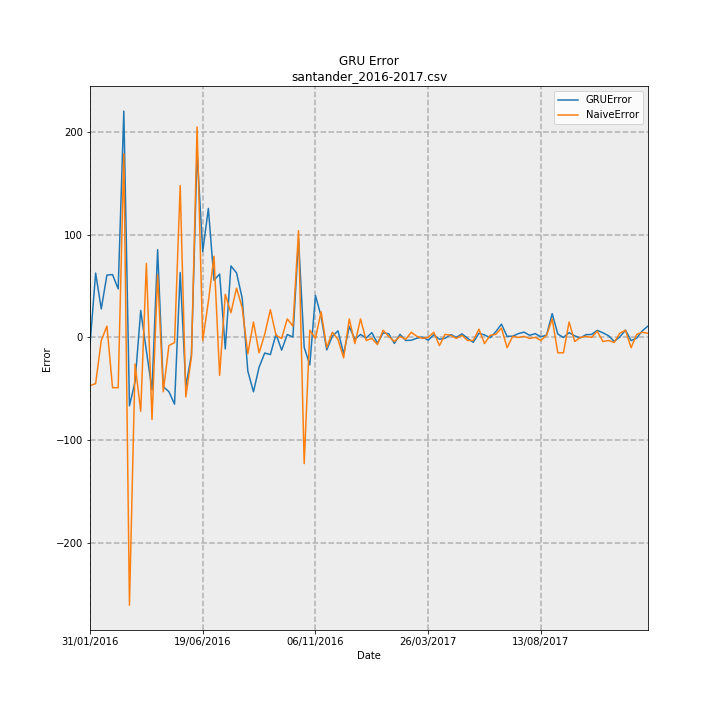 GRU Error
santander_2016-2017.csv
GRUError
NaiveError
200
100
0
−100
−200
Error
31/01/2016 19/06/2016 06/11/2016 26/03/2017 13/08/2017
Date